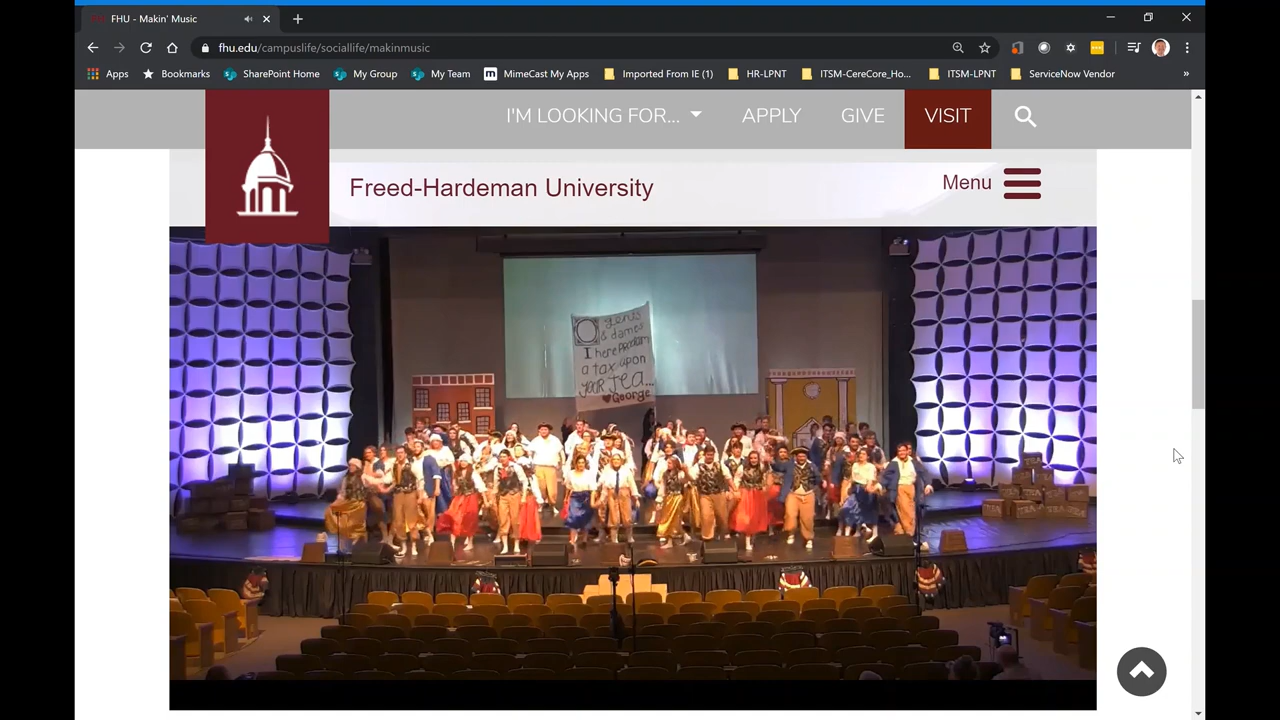 FHU - Makin' Music
fhu.edu/campuslife/sociallife/makinmusic
Apps Bookmarks SharePoint Home My Group My Team MimeCast My Apps Imported From IE (1) HR-LPNT ITSM-CereCore_Ho... ITSM-LPNT ServiceNow Vendor »
I'M LOOKING FOR... APPLY GIVE VISIT
Freed-Hardeman University
Menu
O gents
& dames
I here proclaim
a tax upon
your TEA...
George
TEA